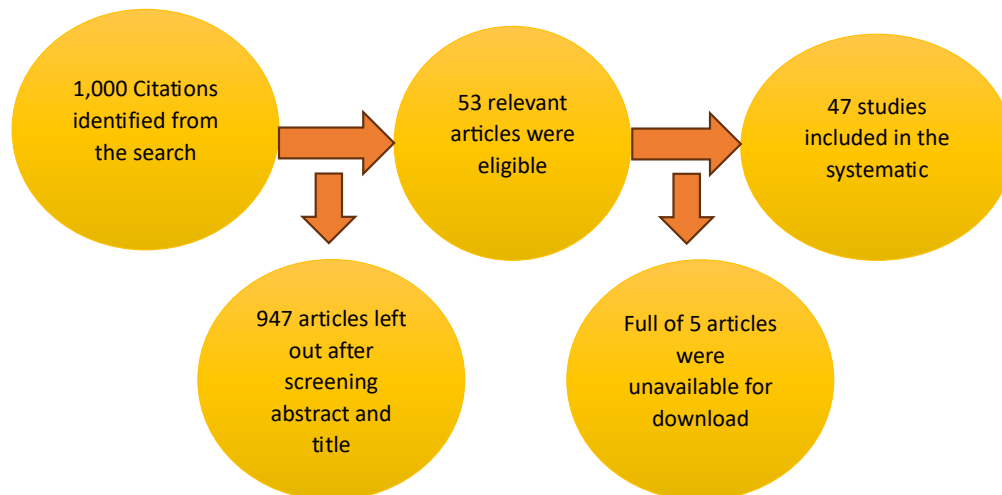 1,000 Citations
identified from
the search
53 relevant
articles were
eligible
47 studies
included in the
systematic
947 articles left
out after
screening
abstract and
title
Full of 5 articles
were
unavailable for
download